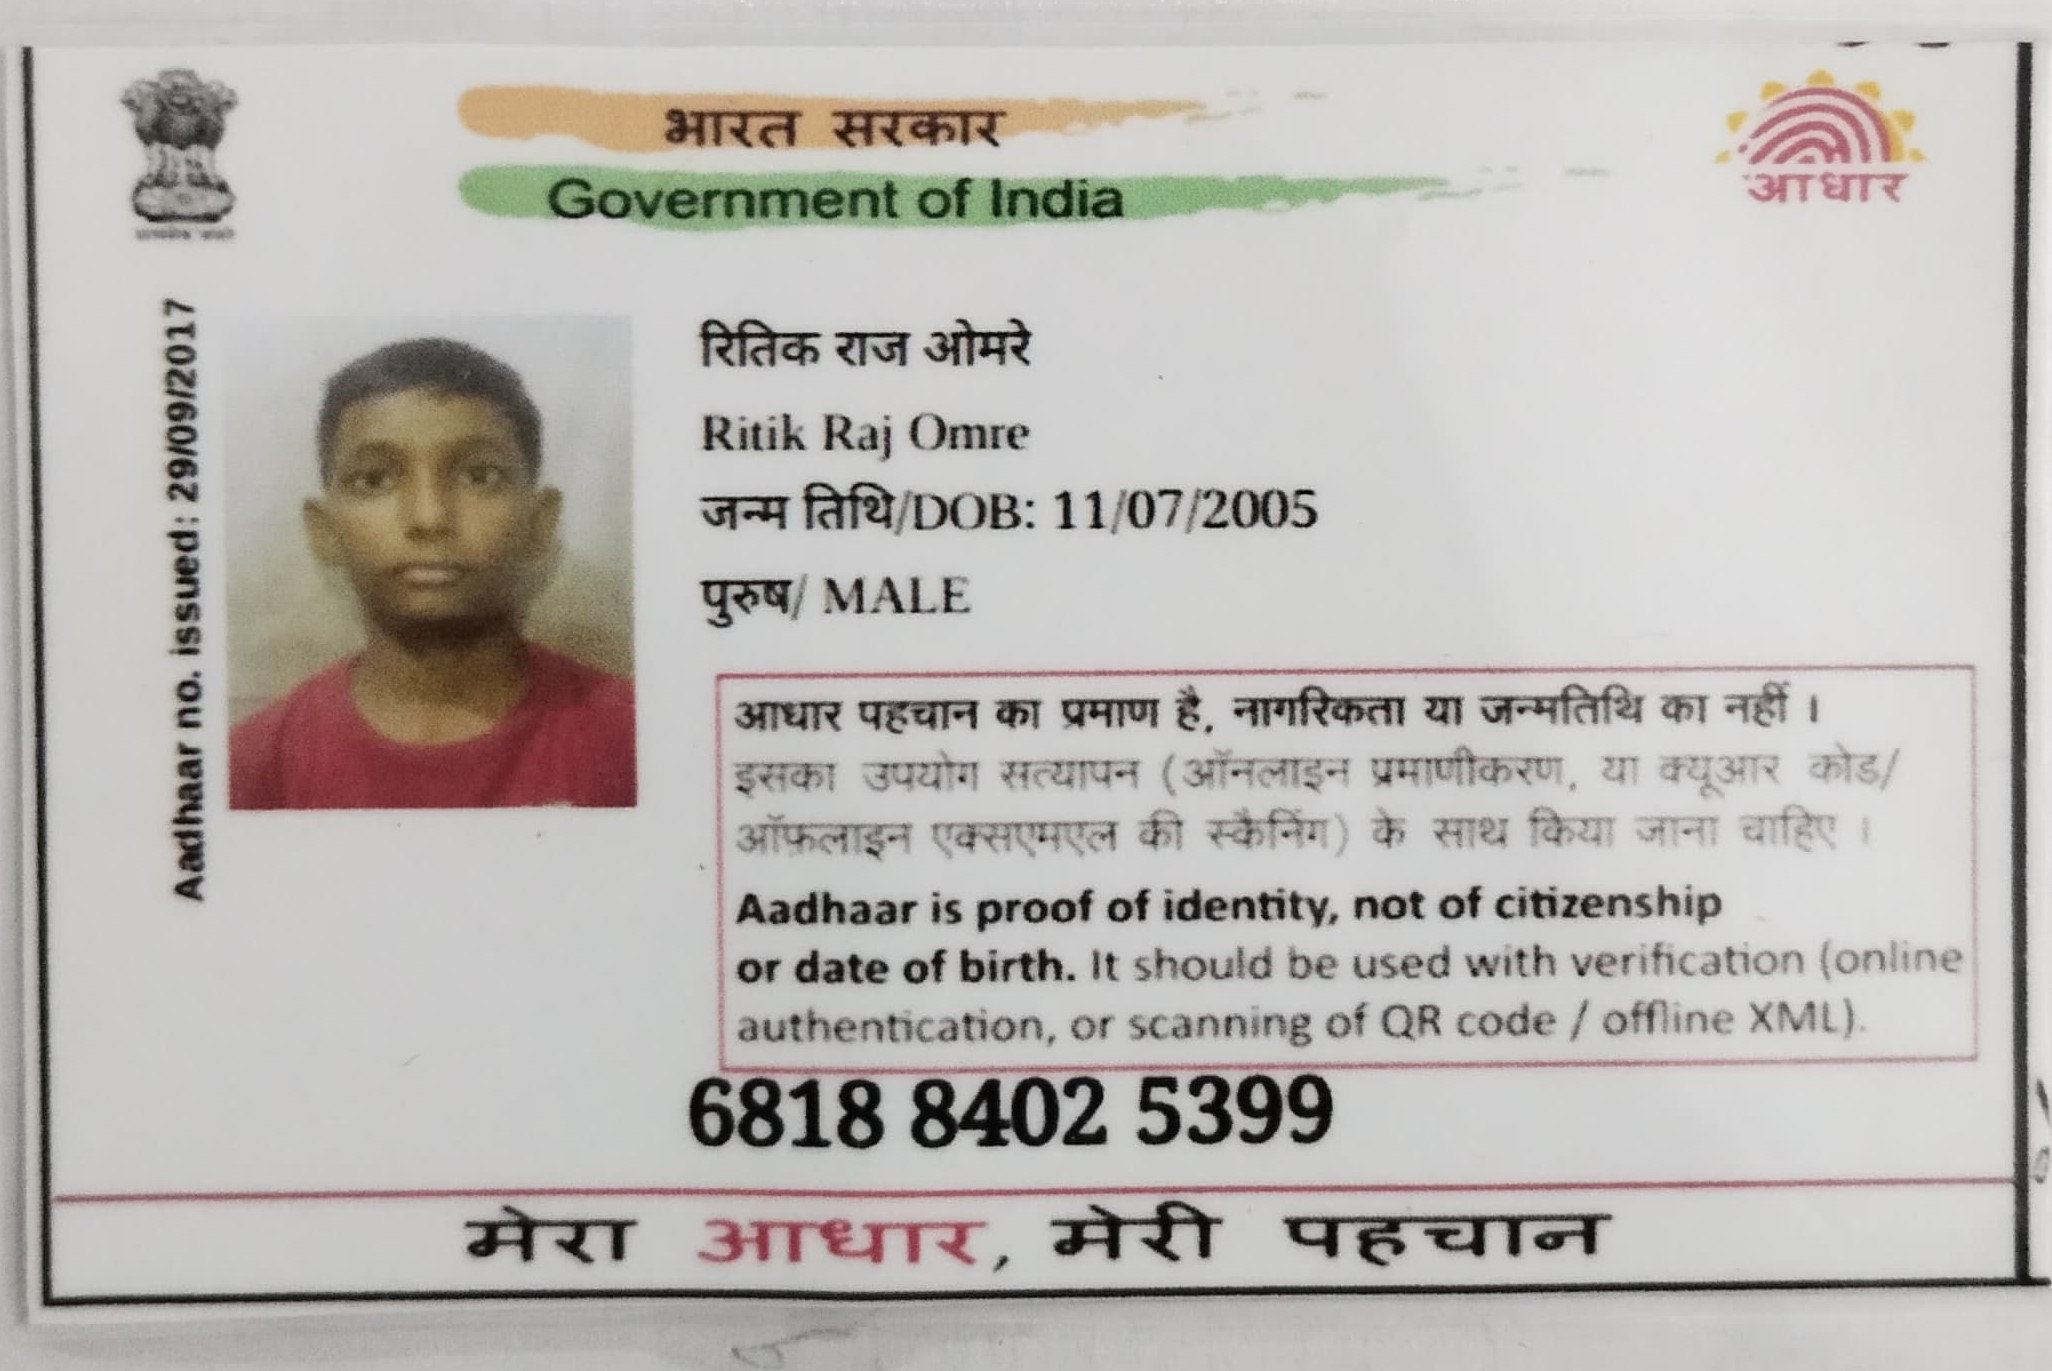 भारत सरकार
Government of India
आधार
Aadhaar no. issued: 29/09/2017
रितिक राज ओमरे
Ritik Raj Omre
जन्म तिथि/DOB: 11/07/2005
पुरुष/ MALE
आधार पहचान का प्रमाण है, नागरिकता या जन्मतिथि का नहीं ।
इसका उपयोग सत्यापन (ऑनलाइन प्रमाणीकरण, या क्यूआर कोड/
ऑफ़लाइन एक्सएमएल की स्कैनिंग) के साथ किया जाना चाहिए ।
Aadhaar is proof of identity, not of citizenship
or date of birth. It should be used with verification (online
authentication, or scanning of QR code / offline XML).
6818 8402 5399
मेरा आधार, मेरी पहचान